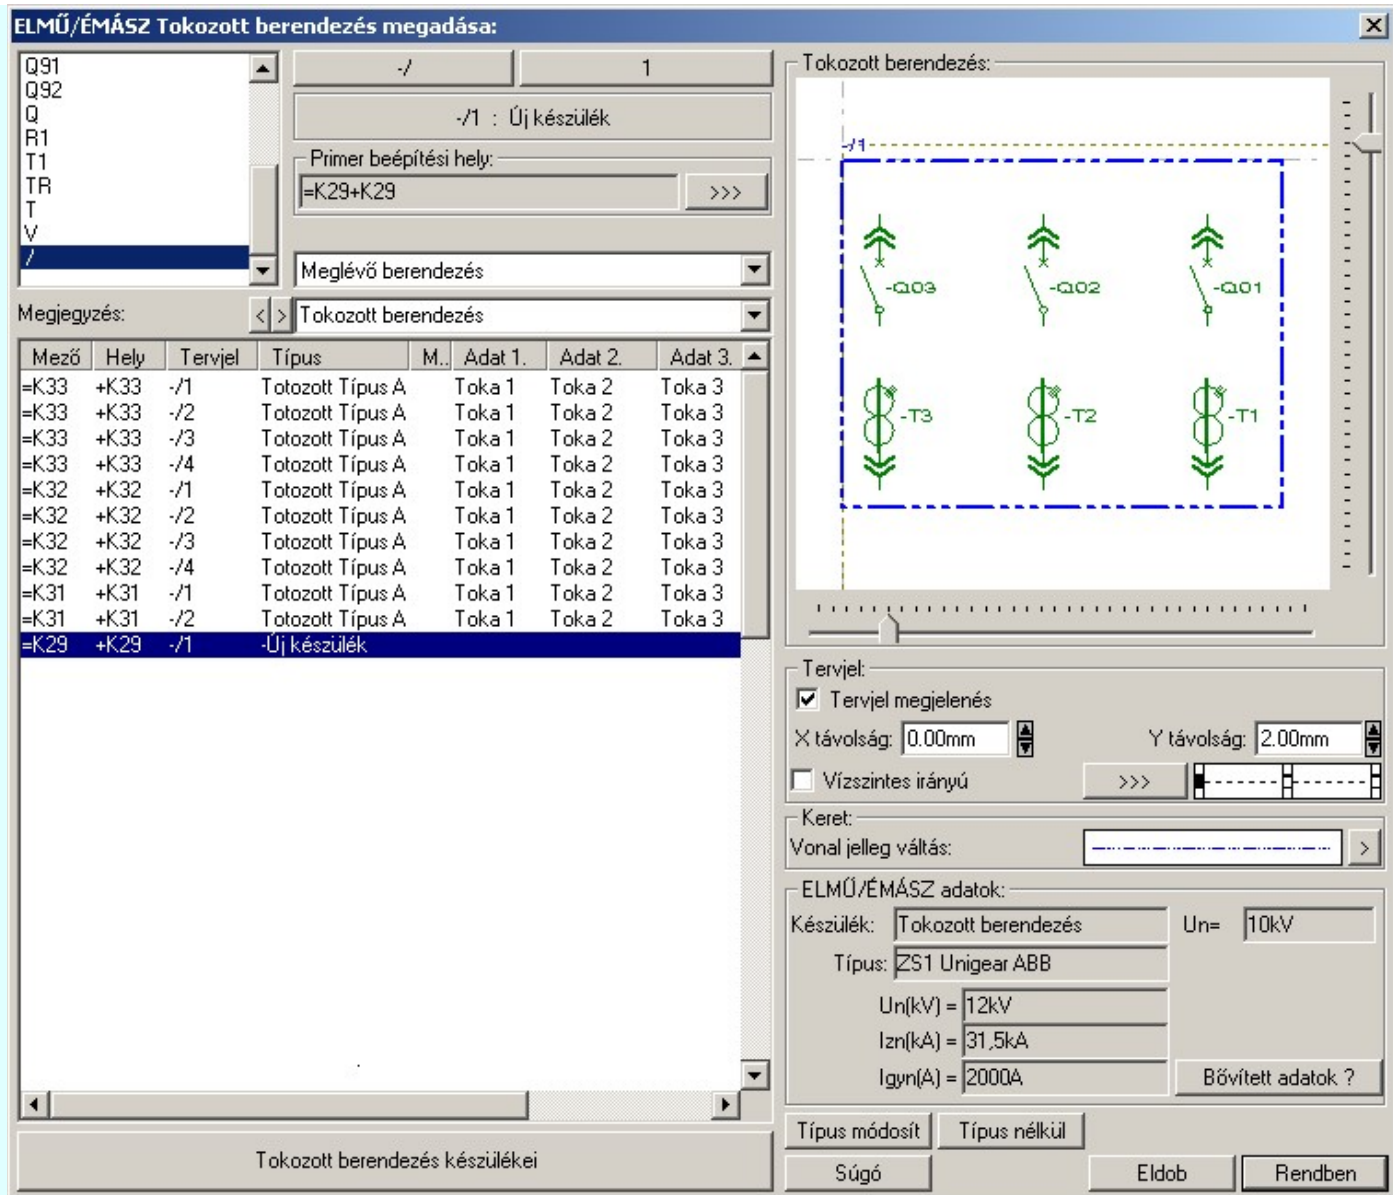 ELMŰ/ÉMÁSZ Tokozott berendezés megadása:
Q91
Q92
Q
R1
T1
TR
T
V
/
-/ 1
-/1 : Új készülék
Primer beépítési hely:
=K29+K29 >>>
Meglévő berendezés
Megjegyzés: < > Tokozott berendezés
Mező Hely Tervjel Típus M.. Adat 1. Adat 2. Adat 3.
=K33 +K33 -/1 Totozott Típus A Toka 1 Toka 2 Toka 3
=K33 +K33 -/2 Totozott Típus A Toka 1 Toka 2 Toka 3
=K33 +K33 -/3 Totozott Típus A Toka 1 Toka 2 Toka 3
=K33 +K33 -/4 Totozott Típus A Toka 1 Toka 2 Toka 3
=K32 +K32 -/1 Totozott Típus A Toka 1 Toka 2 Toka 3
=K32 +K32 -/2 Totozott Típus A Toka 1 Toka 2 Toka 3
=K32 +K32 -/3 Totozott Típus A Toka 1 Toka 2 Toka 3
=K32 +K32 -/4 Totozott Típus A Toka 1 Toka 2 Toka 3
=K31 +K31 -/1 Totozott Típus A Toka 1 Toka 2 Toka 3
=K31 +K31 -/2 Totozott Típus A Toka 1 Toka 2 Toka 3
=K29 +K29 -/1 -Új készülék
Tokozott berendezés készülékei
Tokozott berendezés:
-/1
-Q03 -Q02 -Q01
-T3 -T2 -T1
Tervjel:
Tervjel megjelenés
X távolság: 0.00mm Y távolság: 2.00mm
Vízszintes irányú >>>
Keret:
Vonal jelleg váltás: >
ELMŰ/ÉMÁSZ adatok:
Készülék: Tokozott berendezés Un= 10kV
Típus: ZS1 Unigear ABB
Un(kV) = 12kV
Izn(kA) = 31,5kA
Igyn(A) = 2000A Bővített adatok ?
Típus módosít Típus nélkül
Súgó Eldob Rendben